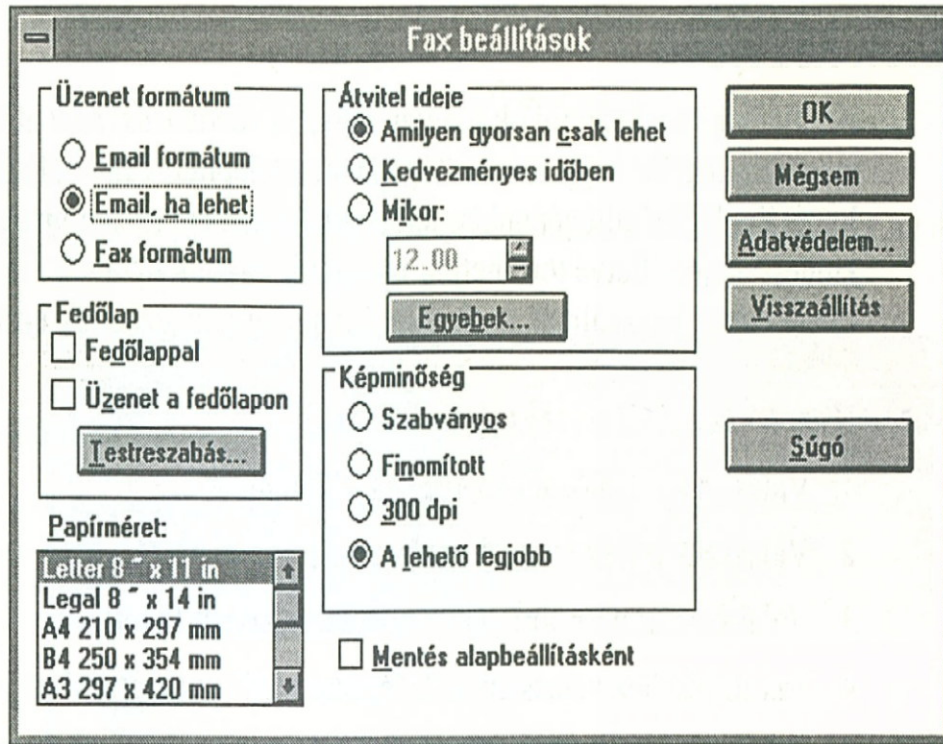 Fax beállítások
Üzenet formátum
Email formátum
Email, ha lehet
Fax formátum
Fedőlap
Fedőlappal
Üzenet a fedőlapon
Testreszabás...
Papírméret:
Letter 8 ˜ x 11 in
Legal 8 ˜ x 14 in
A4 210 x 297 mm
B4 250 x 354 mm
A3 297 x 420 mm
Átvitel ideje
Amilyen gyorsan csak lehet
Kedvezményes időben
Mikor:
12..00
Egyebek...
Képminőség
Szabványos
Finomított
300 dpi
A lehető legjobb
Mentés alapbeállításként
OK
Mégsem
Adatvédelem...
Visszaállítás
Súgó